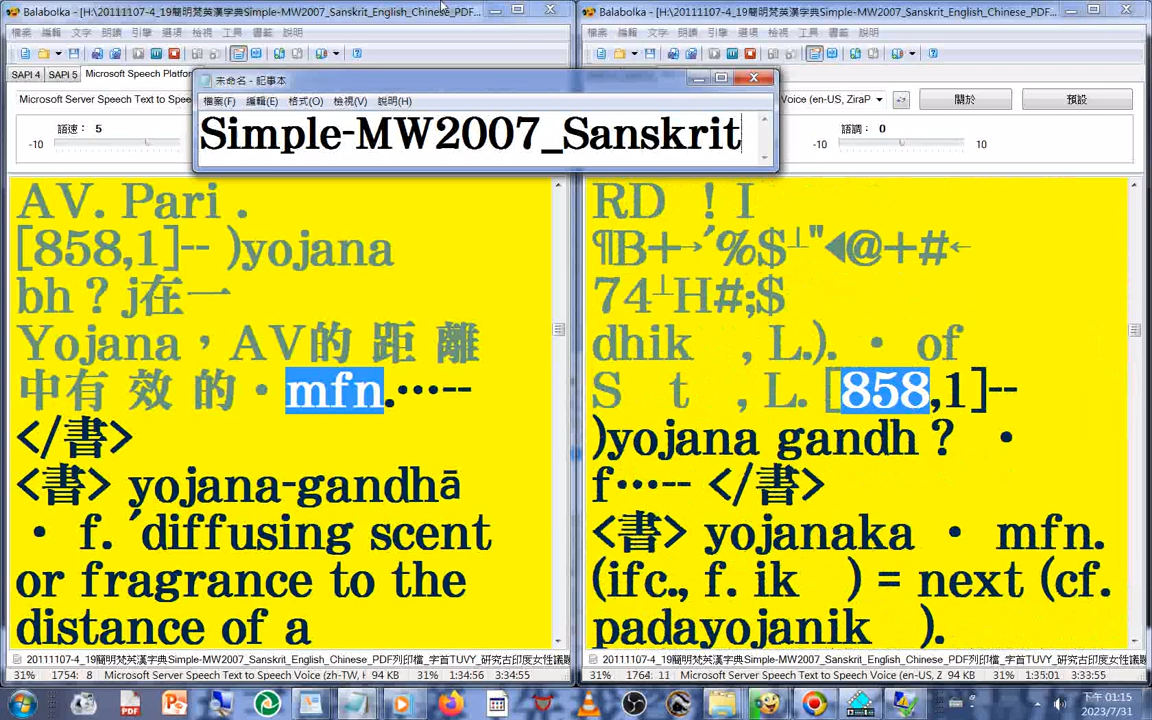 Balabolka - [H:\20111107-4_19簡明梵英漢字典Simple-MW2007_Sanskrit_English_Chinese_PDF...
檔案 編輯 文字 朗讀 引擎 選項 檢視 工具 書籤 說明
SAPI 4 SAPI 5 Microsoft Speech Platfo
Microsoft Server Speech Text to Spee
語速： 5
-10
未命名 - 記事本
檔案(F) 編輯(E) 格式(O) 檢視(V) 說明(H)
Simple-MW2007_Sanskrit
AV. Pari .
[858,1]-- )yojana
bh ? j在一
Yojana，AV的 距 離
中有 效 的 • mfn.…--
</書>
<書> yojana-gandhā
• f. ´diffusing scent
or fragrance to the
distance of a
20111107-4_19簡明梵英漢字典Simple-MW2007_Sanskrit_English_Chinese_PDF列印檔_字首TUVY_研究古印度女性議題
31% 1754: 8 Microsoft Server Speech Text to Speech Voice (zh-TW, H 94 KB 1:34:56 3:34:55
Balabolka - [H:\20111107-4_19簡明梵英漢字典Simple-MW2007_Sanskrit_English_Chinese_PDF...
檢視 工具 書籤 說明
Voice (en-US, ZiraP
關於 預設
語調： 0
-10 10
RD ! I
¶B+→´%$┴"◀@+#←
74┴H#;$
dhik , L.). • of
S t , L. [858,1]--
)yojana gandh ? •
f…-- </書>
<書> yojanaka • mfn.
(ifc., f. ik ) = next (cf.
padayojanik ).
20111107-4_19簡明梵英漢字典Simple-MW2007_Sanskrit_English_Chinese_PDF列印檔_字首TUVY_研究古印度女性議題
31% 1764: 11 Microsoft Server Speech Text to Speech Voice (en-US, 94 KB 1:35:01 3:33:55
下午 01:15
2023/7/31